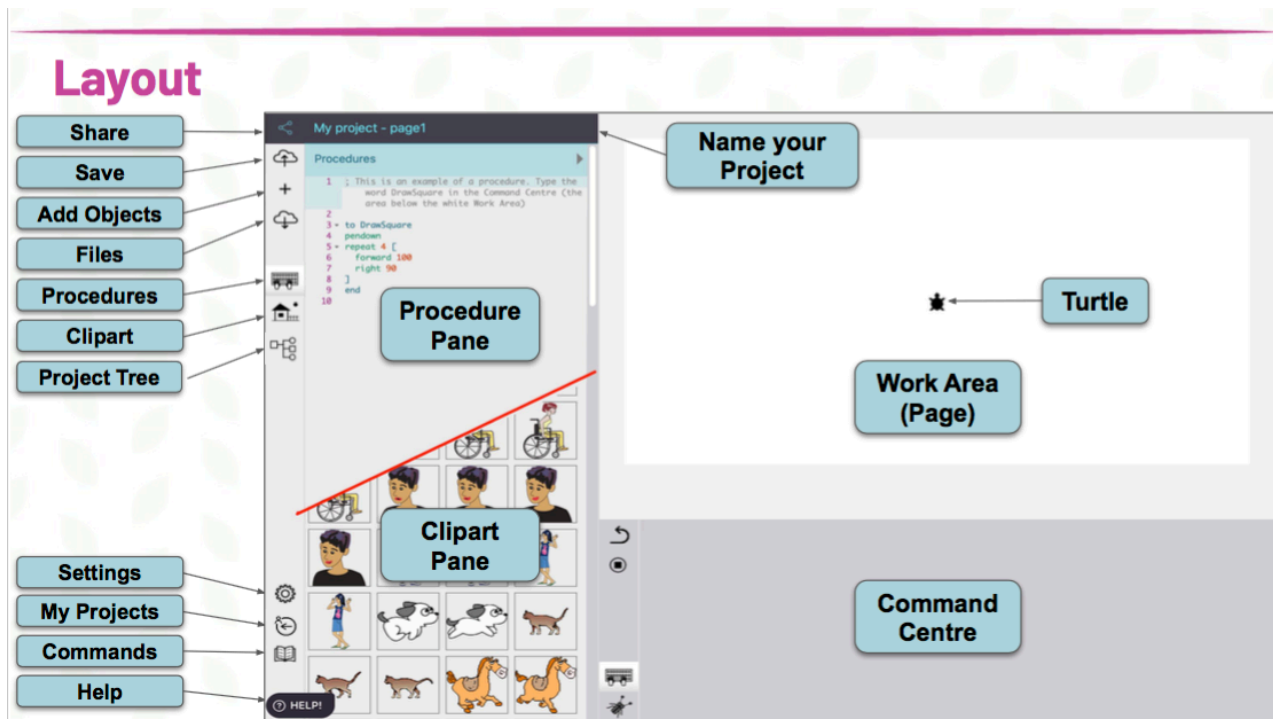 Layout
Share
Save
Add Objects
Files
Procedures
Clipart
Project Tree
Settings
My Projects
Commands
Help
My project - page1
Procedures
1 ; This is an example of a procedure. Type the
word DrawSquare in the Command Centre (the
area below the white Work Area)
2
3 to DrawSquare
4 pendown
5 repeat 4 [
6 forward 100
7 right 90
8 ]
9 end
10
Procedure
Pane
Clipart
Pane
? HELP!
Name your
Project
Turtle
Work Area
(Page)
Command
Centre